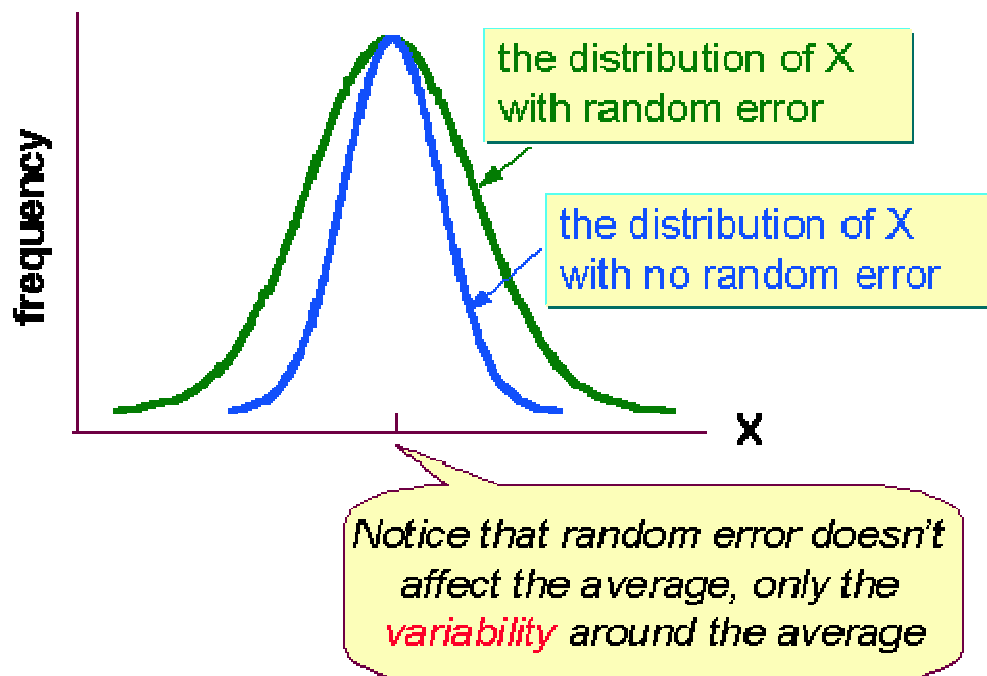 the distribution of X
with random error
frequency
the distribution of X
with no random error
X
Notice that random error doesn't
affect the average, only the
variability around the average